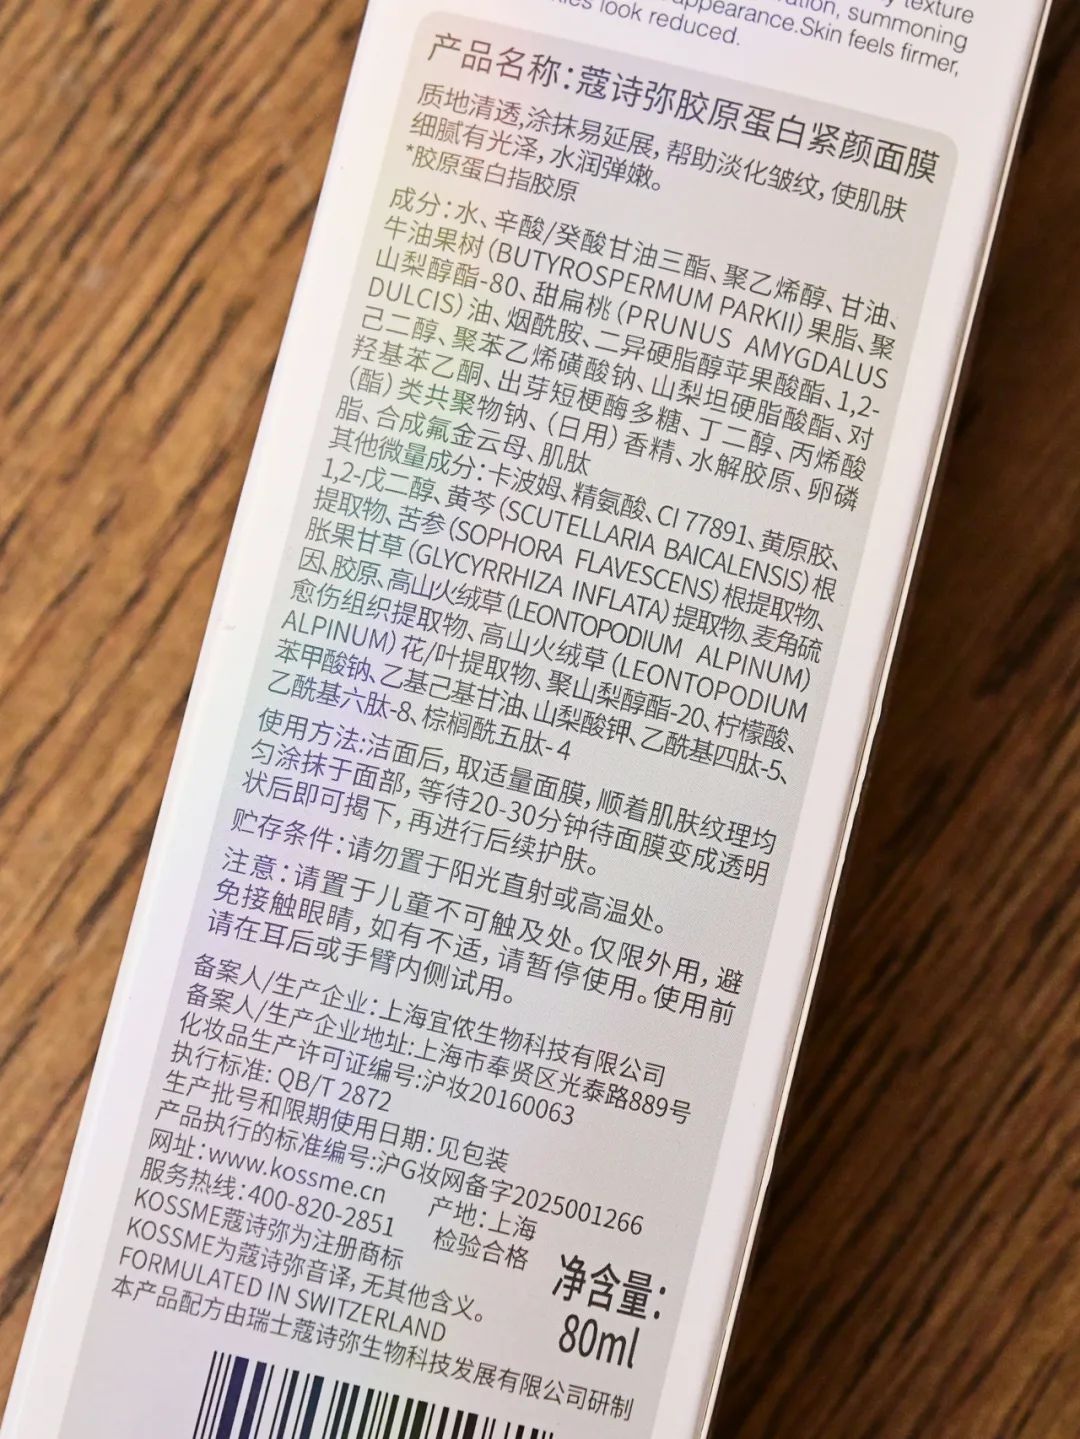 texture
ration, summoning
appearance.Skin feels firmer,
look reduced.
产品名称:蔻诗弥胶原蛋白紧颜面膜
质地清透,涂抹易延展,帮助淡化皱纹,使肌肤
细腻有光泽,水润弹嫩。
*胶原蛋白指胶原
成分:水、辛酸/癸酸甘油三酯、聚乙烯醇、甘油、
牛油果树(BUTYROSPERMUM PARKII)果脂、聚
山梨醇酯-80、甜扁桃(PRUNUS AMYGDALUS
DULCIS)油、烟酰胺、二异硬脂醇苹果酸酯、1,2-
己二醇、聚苯乙烯磺酸钠、山梨坦硬脂酸酯、对
羟基苯乙酮、出芽短梗酶多糖、丁二醇、丙烯酸
(酯)类共聚物钠、(日用)香精、水解胶原、卵磷
脂、合成氟金云母、肌肽
其他微量成分:卡波姆、精氨酸、CI 77891、黄原胶、
1,2-戊二醇、黄芩(SCUTELLARIA BAICALENSIS)根
提取物、苦参(SOPHORA FLAVESCENS)根提取物、
胀果甘草(GLYCYRRHIZA INFLATA)提取物、麦角硫
因、胶原、高山火绒草(LEONTOPODIUM ALPINUM)
愈伤组织提取物、高山火绒草(LEONTOPODIUM
ALPINUM)花/叶提取物、聚山梨醇酯-20、柠檬酸、
苯甲酸钠、乙基己基甘油、山梨酸钾、乙酰基四肽-5、
乙酰基六肽-8、棕榈酰五肽-4
使用方法:洁面后,取适量面膜,顺着肌肤纹理均
匀涂抹于面部,等待20-30分钟待面膜变成透明
状后即可揭下,再进行后续护肤。
贮存条件:请勿置于阳光直射或高温处。
注意:请置于儿童不可触及处。仅限外用,避
免接触眼睛,如有不适,请暂停使用。使用前
请在耳后或手臂内侧试用。
备案人/生产企业:上海宜侬生物科技有限公司
备案人/生产企业地址:上海市奉贤区光泰路889号
化妆品生产许可证编号:沪妆20160063
执行标准: QB/T 2872
生产批号和限期使用日期:见包装
产品执行的标准编号:沪G妆网备字2025001266
网址:www.kossme.cn 产地:上海
服务热线:400-820-2851 检验合格
KOSSME蔻诗弥为注册商标
KOSSME为蔻诗弥音译,无其他含义。
FORMULATED IN SWITZERLAND
本产品配方由瑞士蔻诗弥生物科技发展有限公司研制
净含量:
80ml